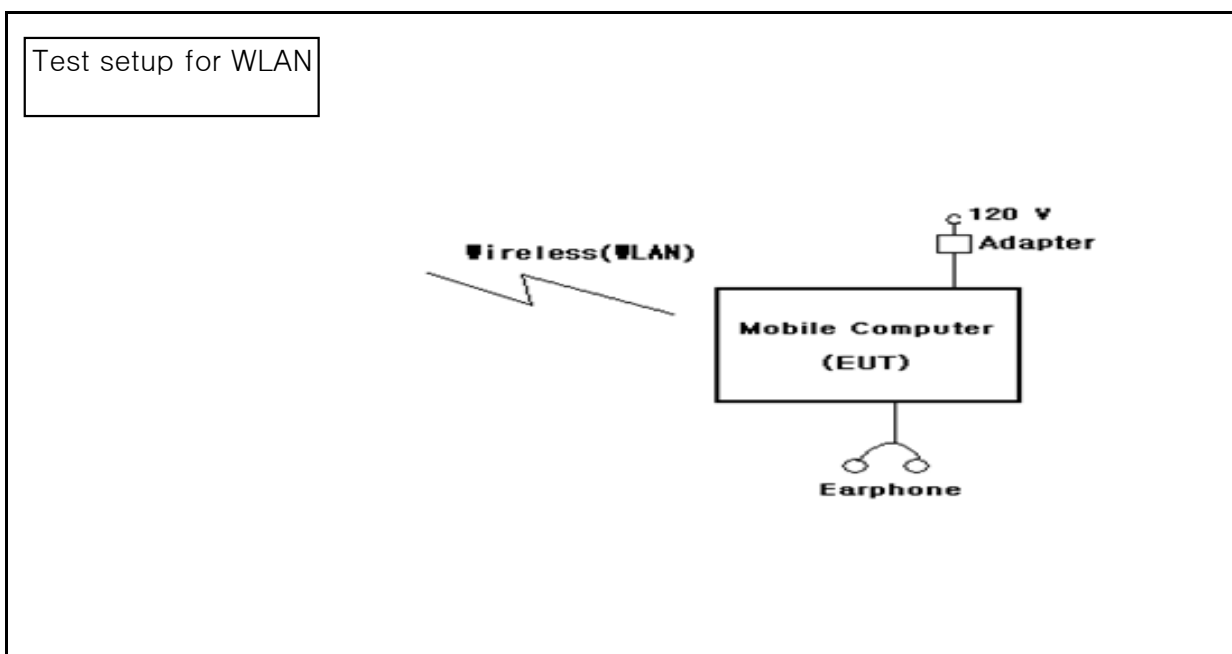 Test setup for WLAN
120 V
Adapter
Wireless(WLAN)
Mobile Computer
(EUT)
Earphone